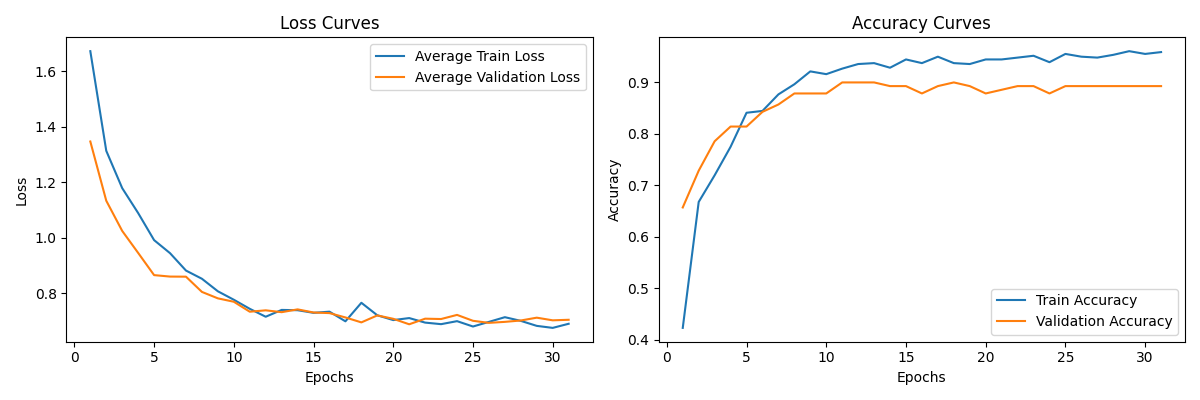 Loss Curves
Average Train Loss
Average Validation Loss
1.6
1.4
1.2
1.0
0.8
Loss
0 5 10 15 20 25 30
Epochs
Accuracy Curves
0.9
0.8
0.7
0.6
0.5
0.4
Accuracy
Train Accuracy
Validation Accuracy
0 5 10 15 20 25 30
Epochs